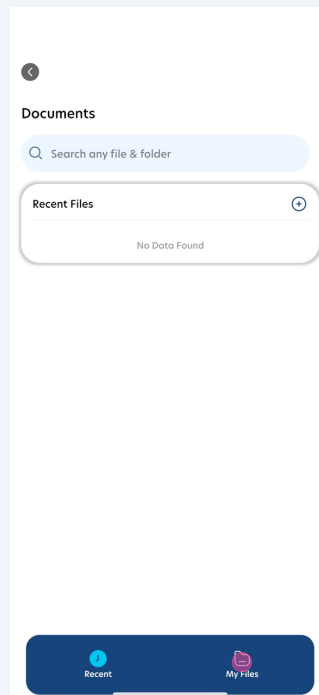 Documents
Search any file & folder
Recent Files
No Data Found
J
Recent
My Files